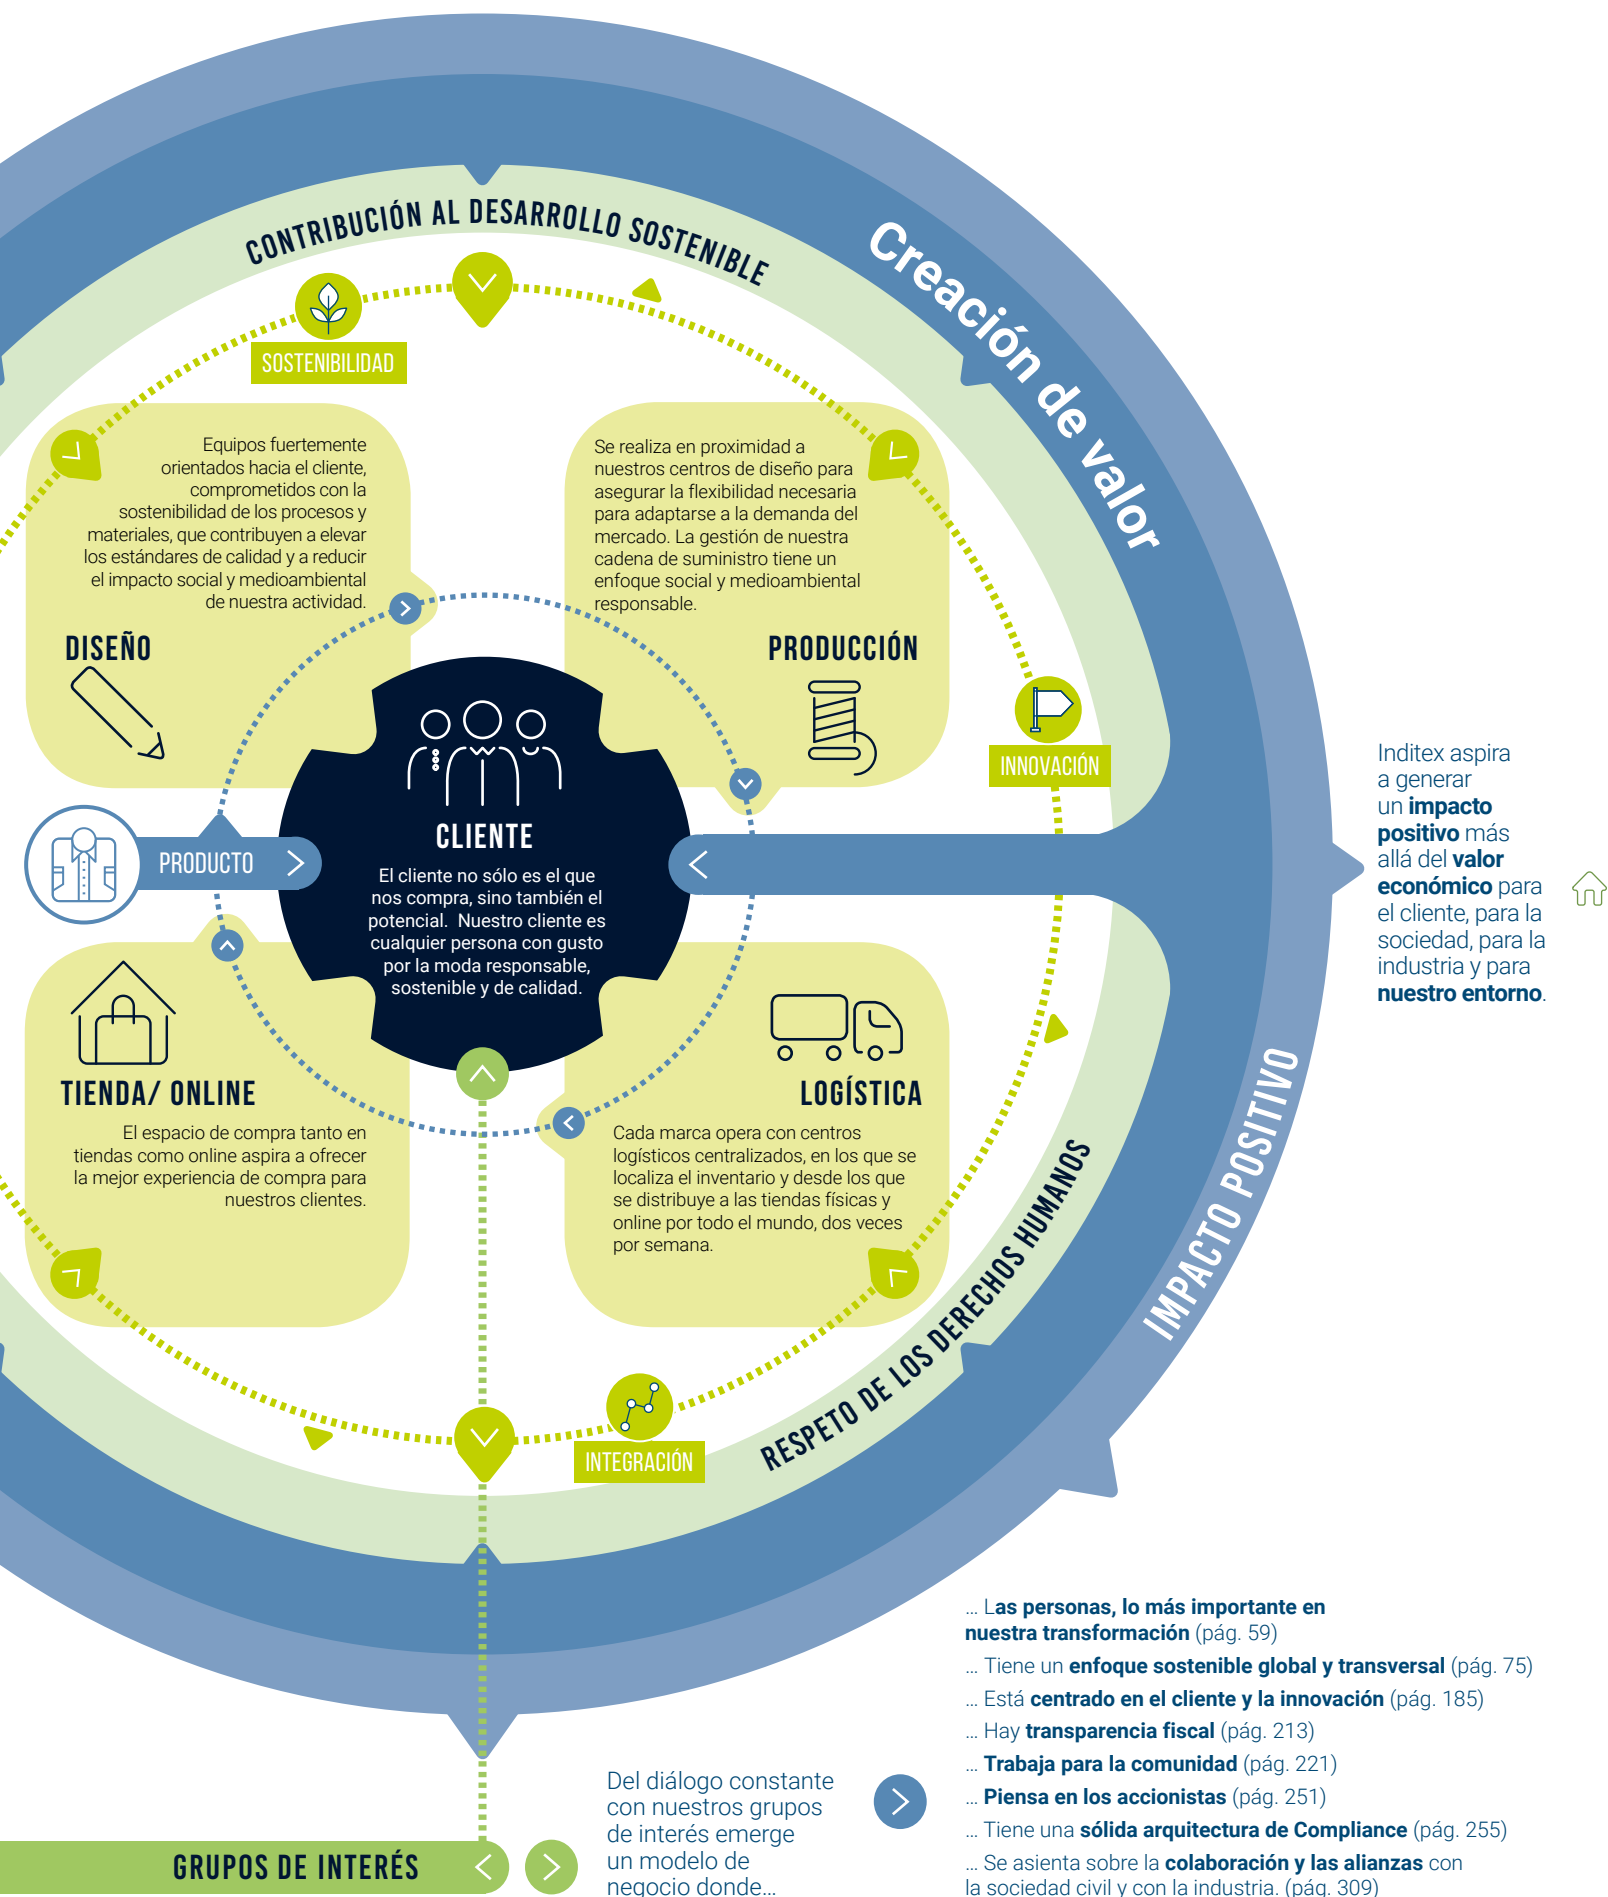 CONTRIBUCIÓN AL DESARROLLO SOSTENIBLE
Creación de valor
SOSTENIBILIDAD
Equipos fuertemente
orientados hacia el cliente,
comprometidos con la
sostenibilidad de los procesos y
materiales, que contribuyen a elevar
los estándares de calidad y a reducir
el impacto social y medioambiental
de nuestra actividad.
DISEÑO
Se realiza en proximidad a
nuestros centros de diseño para
asegurar la flexibilidad necesaria
para adaptarse a la demanda del
mercado. La gestión de nuestra
cadena de suministro tiene un
enfoque social y medioambiental
responsable.
PRODUCCIÓN
INNOVACIÓN
PRODUCTO
CLIENTE
El cliente no sólo es el que
nos compra, sino también el
potencial. Nuestro cliente es
cualquier persona con gusto
por la moda responsable,
sostenible y de calidad.
Inditex aspira
a generar
un impacto
positivo más
allá del valor
económico para
el cliente, para la
sociedad, para la
industria y para
nuestro entorno.
TIENDA/ ONLINE
El espacio de compra tanto en
tiendas como online aspira a ofrecer
la mejor experiencia de compra para
nuestros clientes.
LOGÍSTICA
Cada marca opera con centros
logísticos centralizados, en los que se
localiza el inventario y desde los que
se distribuye a las tiendas físicas y
online por todo el mundo, dos veces
por semana.
INTEGRACIÓN
RESPETO DE LOS DERECHOS HUMANOS
IMPACTO POSITIVO
GRUPOS DE INTERÉS
Del diálogo constante
con nuestros grupos
de interés emerge
un modelo de
negocio donde...
... Las personas, lo más importante en
nuestra transformación (pág. 59)
... Tiene un enfoque sostenible global y transversal (pág. 75)
... Está centrado en el cliente y la innovación (pág. 185)
... Hay transparencia fiscal (pág. 213)
... Trabaja para la comunidad (pág. 221)
... Piensa en los accionistas (pág. 251)
... Tiene una sólida arquitectura de Compliance (pág. 255)
... Se asienta sobre la colaboración y las alianzas con
la sociedad civil y con la industria. (pág. 309)